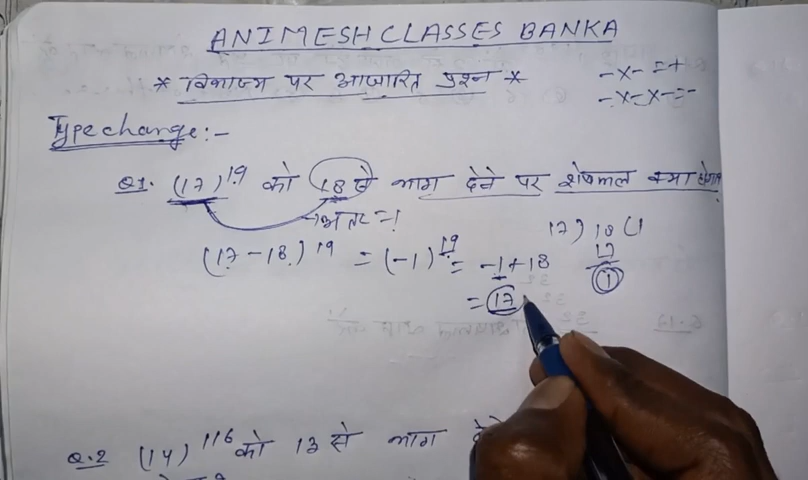 ANIMESH CLASSES BANKA
* विभाज्य पर आधारित प्रश्न *
-x- = +
-x-x- = -
Type change:-
Q1. (17)^19 को 18 से भाग देने पर शेषफल क्या होगा
→ अंतर = 1
17) 18 (1
17
1
(17-18)^19 = (-1)^19 = -1+18
= 17
Q.2 (14)^116 को 13 से भाग